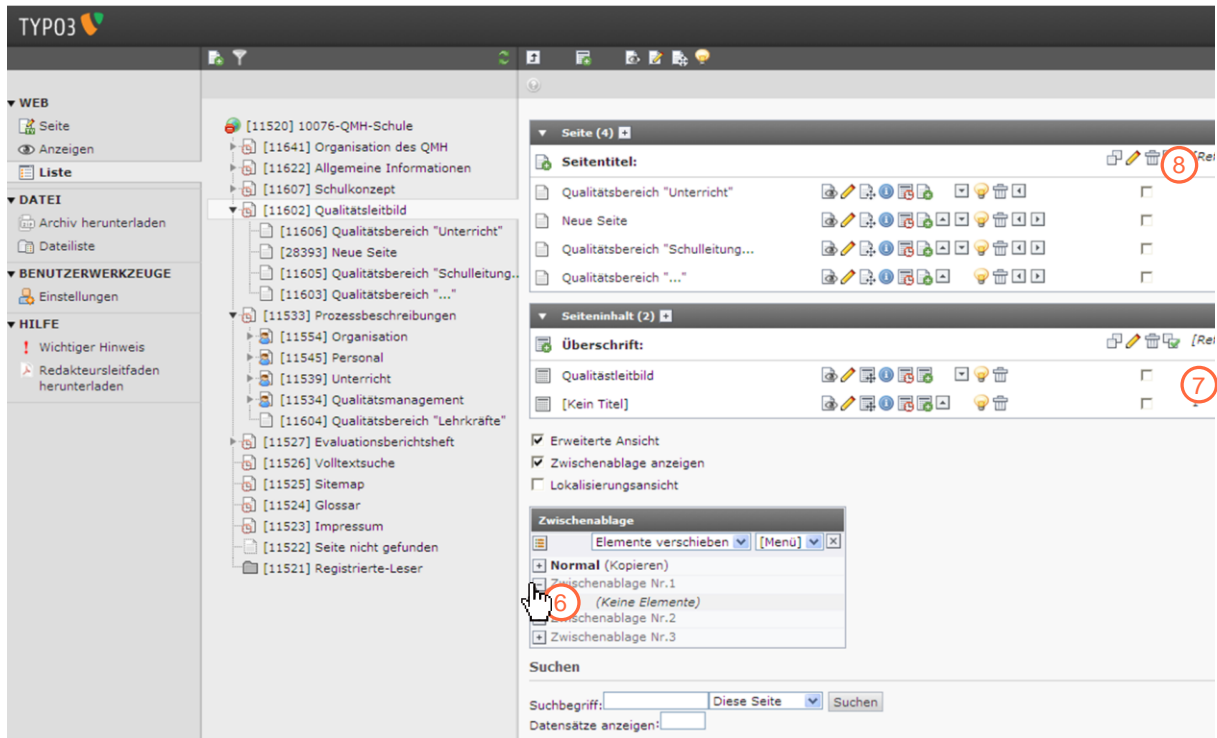 TYPO3
WEB
Seite
Anzeigen
Liste
DATEI
Archiv herunterladen
Dateiliste
BENUTZERWERKZEUGE
Einstellungen
HILFE
Wichtiger Hinweis
Redakteursleitfaden
herunterladen
[11520] 10076-QMH-Schule
[11641] Organisation des QMH
[11622] Allgemeine Informationen
[11607] Schulkonzept
[11602] Qualitätsleitbild
[11606] Qualitätsbereich "Unterricht"
[28393] Neue Seite
[11605] Qualitätsbereich "Schulleitung..
[11603] Qualitätsbereich "..."
[11533] Prozessbeschreibungen
[11554] Organisation
[11545] Personal
[11539] Unterricht
[11534] Qualitätsmanagement
[11604] Qualitätsbereich "Lehrkräfte"
[11527] Evaluationsberichtsheft
[11526] Volltextsuche
[11525] Sitemap
[11524] Glossar
[11523] Impressum
[11522] Seite nicht gefunden
[11521] Registrierte-Leser
Seite (4)
Seitentitel: 8 [Ref
Qualitätsbereich "Unterricht"
Neue Seite
Qualitätsbereich "Schulleitung...
Qualitätsbereich "..."
Seiteninhalt (2)
Überschrift: [Ref
Qualitästleitbild 7
[Kein Titel]
Erweiterte Ansicht
Zwischenablage anzeigen
Lokalisierungsansicht
Zwischenablage
Elemente verschieben [Menü]
Normal (Kopieren)
Zwischenablage Nr.1
6 (Keine Elemente)
Zwischenablage Nr.2
Zwischenablage Nr.3
Suchen
Suchbegriff: Diese Seite Suchen
Datensätze anzeigen: